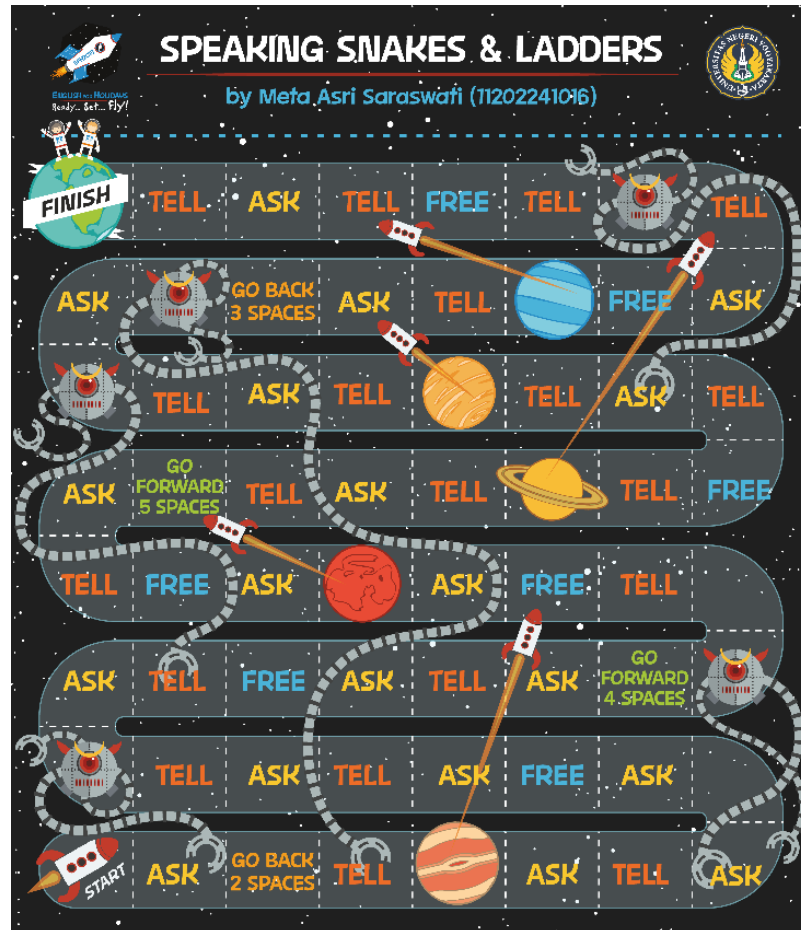 SPEAKING SNAKES & LADDERS
by Meta Asri Saraswati (11202241016)
ENGLISH HOLIDAYS
Ready... Set... Fly!
UNIVERSITAS NEGERI YOGYAKARTA
FINISH TELL ASK TELL FREE TELL TELL
ASK GO BACK 3 SPACES ASK TELL FREE ASK
TELL ASK TELL TELL ASK TELL
ASK GO FORWARD 5 SPACES TELL ASK TELL TELL FREE
TELL FREE ASK ASK FREE TELL
ASK TELL FREE ASK TELL ASK GO FORWARD 4 SPACES
TELL ASK TELL ASK FREE ASK
START ASK GO BACK 2 SPACES TELL ASK TELL ASK